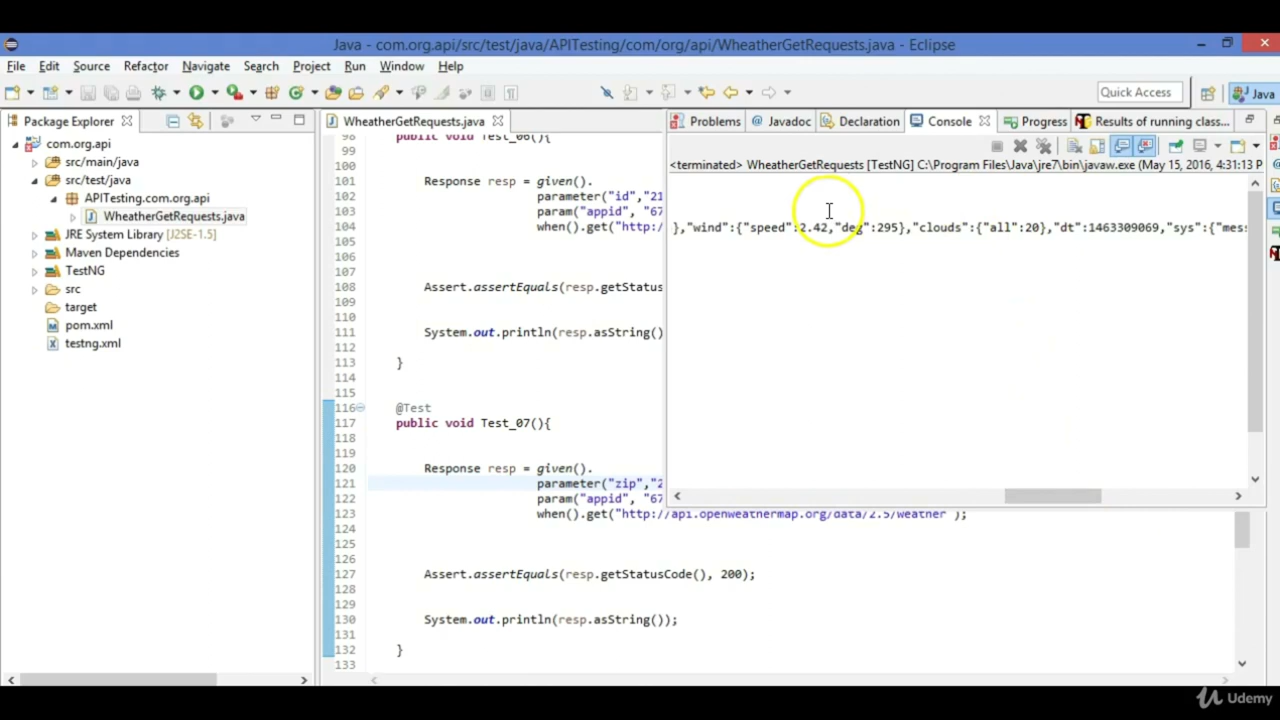 Java - com.org.api/src/test/java/APITesting/com/org/api/WheatherGetRequests.java - Eclipse
File Edit Source Refactor Navigate Search Project Run Window Help
Quick Access
Java
Package Explorer
WheatherGetRequests.java
Problems
Javadoc
Declaration
Console
Progress
Results of running class...
com.org.api
src/main/java
src/test/java
APITesting.com.org.api
WheatherGetRequests.java
JRE System Library [J2SE-1.5]
Maven Dependencies
TestNG
src
target
pom.xml
testng.xml
98 public void Test_06(){
99
100
101 Response resp = given().
102 parameter("id","21
103 param("appid", "67
104 when().get("http:/
105
106
107
108 Assert.assertEquals(resp.getStatus
109
110
111 System.out.println(resp.asString()
112
113 }
114
115
116 @Test
117 public void Test_07(){
118
119
120 Response resp = given().
121 parameter("zip","2
122 param("appid", "67
123 when().get("http://api.openweathermap.org/data/2.5/weather");
124
125
126
127 Assert.assertEquals(resp.getStatusCode(), 200);
128
129
130 System.out.println(resp.asString());
131
132 }
133
<terminated> WheatherGetRequests [TestNG] C:\Program Files\Java\jre7\bin\javaw.exe (May 15, 2016, 4:31:13 P
},"wind":{"speed":2.42,"deg":295},"clouds":{"all":20},"dt":1463309069,"sys":{"mess
Udemy